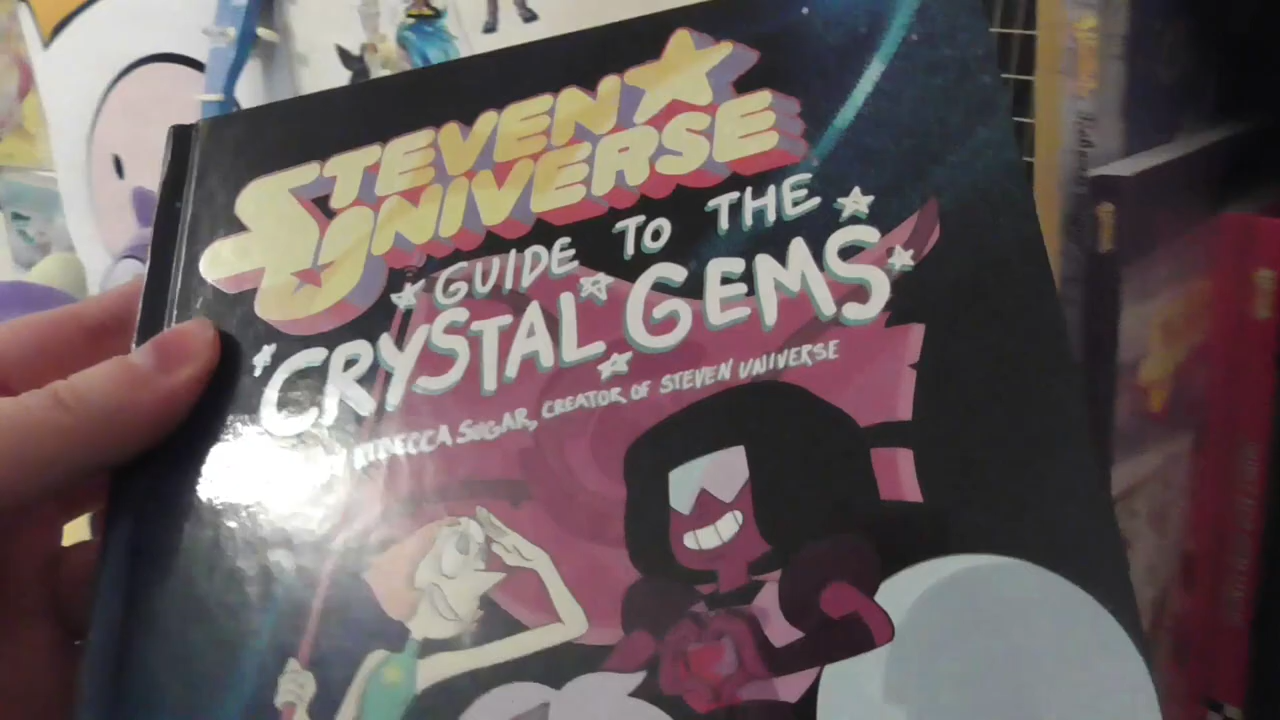 STEVEN
UNIVERSE
GUIDE TO THE
CRYSTAL GEMS
REBECCA SUGAR, CREATOR OF STEVEN UNIVERSE